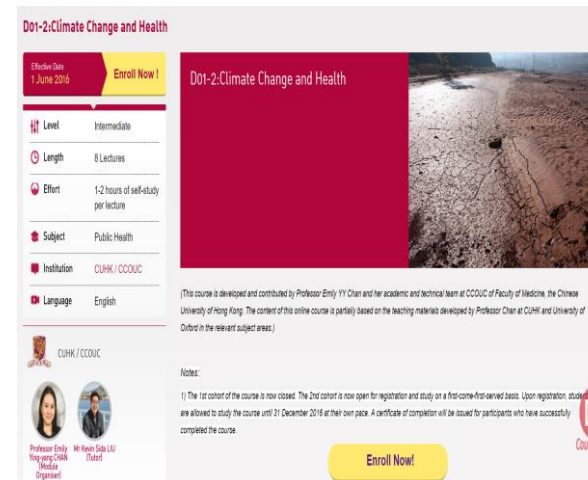 D01-2:Climate Change and Health
Effective Date
1 June 2016
Enroll Now !
Level Intermediate
Length 8 Lectures
Effort 1-2 hours of self-study
per lecture
Subject Public Health
Institution CUHK / CCOUC
Language English
CUHK / CCOUC
Professor Emily
Ying-yang CHAN
(Module
Organiser)
Mr Kevin Sida LIU
(Tutor)
D01-2:Climate Change and Health
(This course is developed and contributed by Professor Emily YY Chan and her academic and technical team at CCOUC of Faculty of Medicine, the Chinese
University of Hong Kong. The content of this online course is partially based on the teaching materials developed by Professor Chan at CUHK and University of
Oxford in the relevant subject areas.)
Notes:
1) The 1st cohort of the course is now closed. The 2nd cohort is now open for registration and study on a first-come-first-served basis. Upon registration,
are allowed to study the course until 31 December 2016 at their own pace. A certificate of completion will be issued for participants who have successfully
completed the course.
Enroll Now!